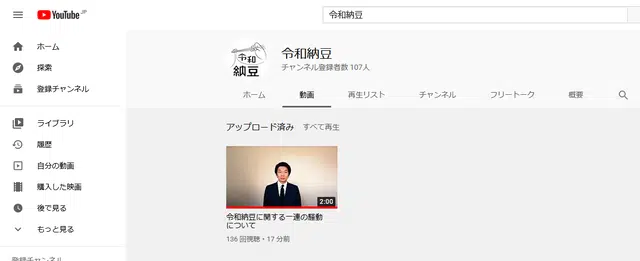 YouTube JP
令和納豆
令和
納豆
令和納豆
チャンネル登録者数 107人
ホーム 動画 再生リスト チャンネル フリートーク 概要
ホーム
探索
登録チャンネル
ライブラリ
履歴
自分の動画
購入した映画
後で見る
もっと見る
登録チャンネル
アップロード済み すべて再生
2:00
令和納豆に関する一連の騒動
について
136 回視聴・17 分前